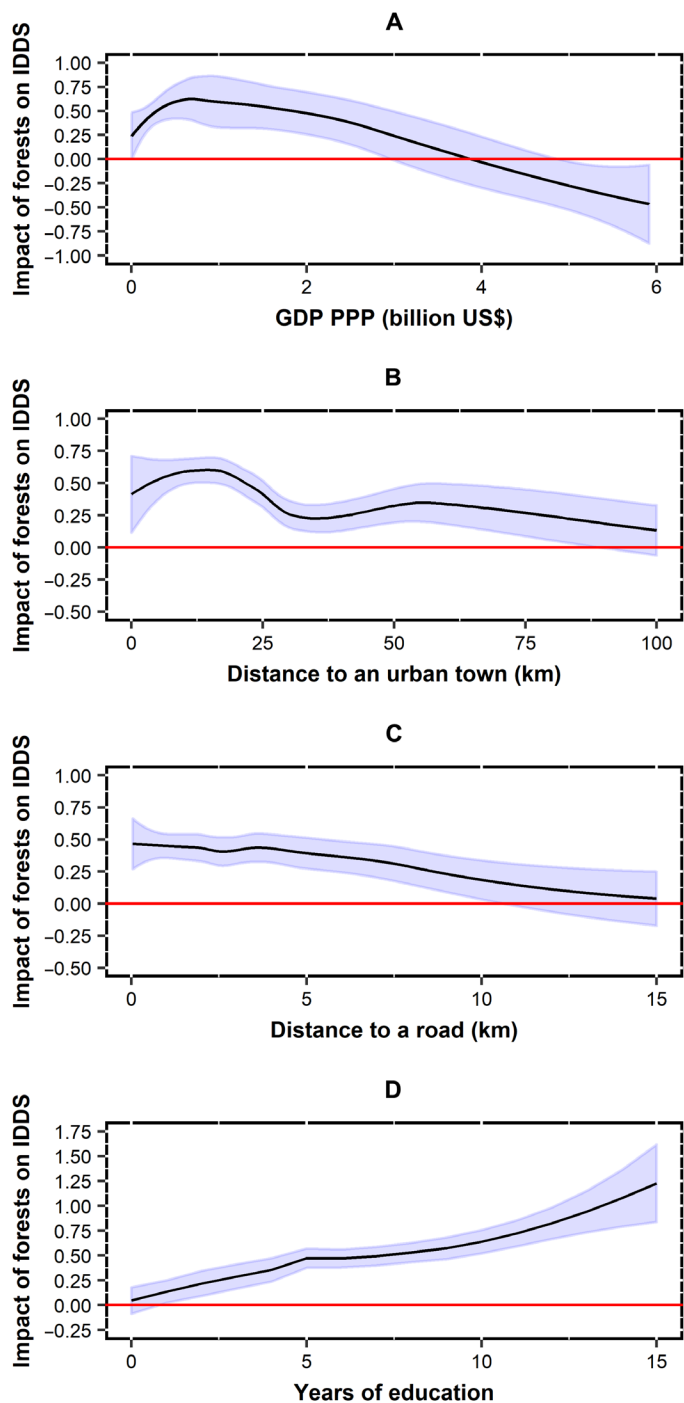 A
Impact of forests on IDDS
1.00
0.75
0.50
0.25
0.00
−0.25
−0.50
−0.75
−1.00
0 2 4 6
GDP PPP (billion US$)
B
Impact of forests on IDDS
1.00
0.75
0.50
0.25
0.00
−0.25
−0.50
0 25 50 75 100
Distance to an urban town (km)
C
Impact of forests on IDDS
1.00
0.75
0.50
0.25
0.00
−0.25
−0.50
0 5 10 15
Distance to a road (km)
D
Impact of forests on IDDS
1.75
1.50
1.25
1.00
0.75
0.50
0.25
0.00
−0.25
0 5 10 15
Years of education